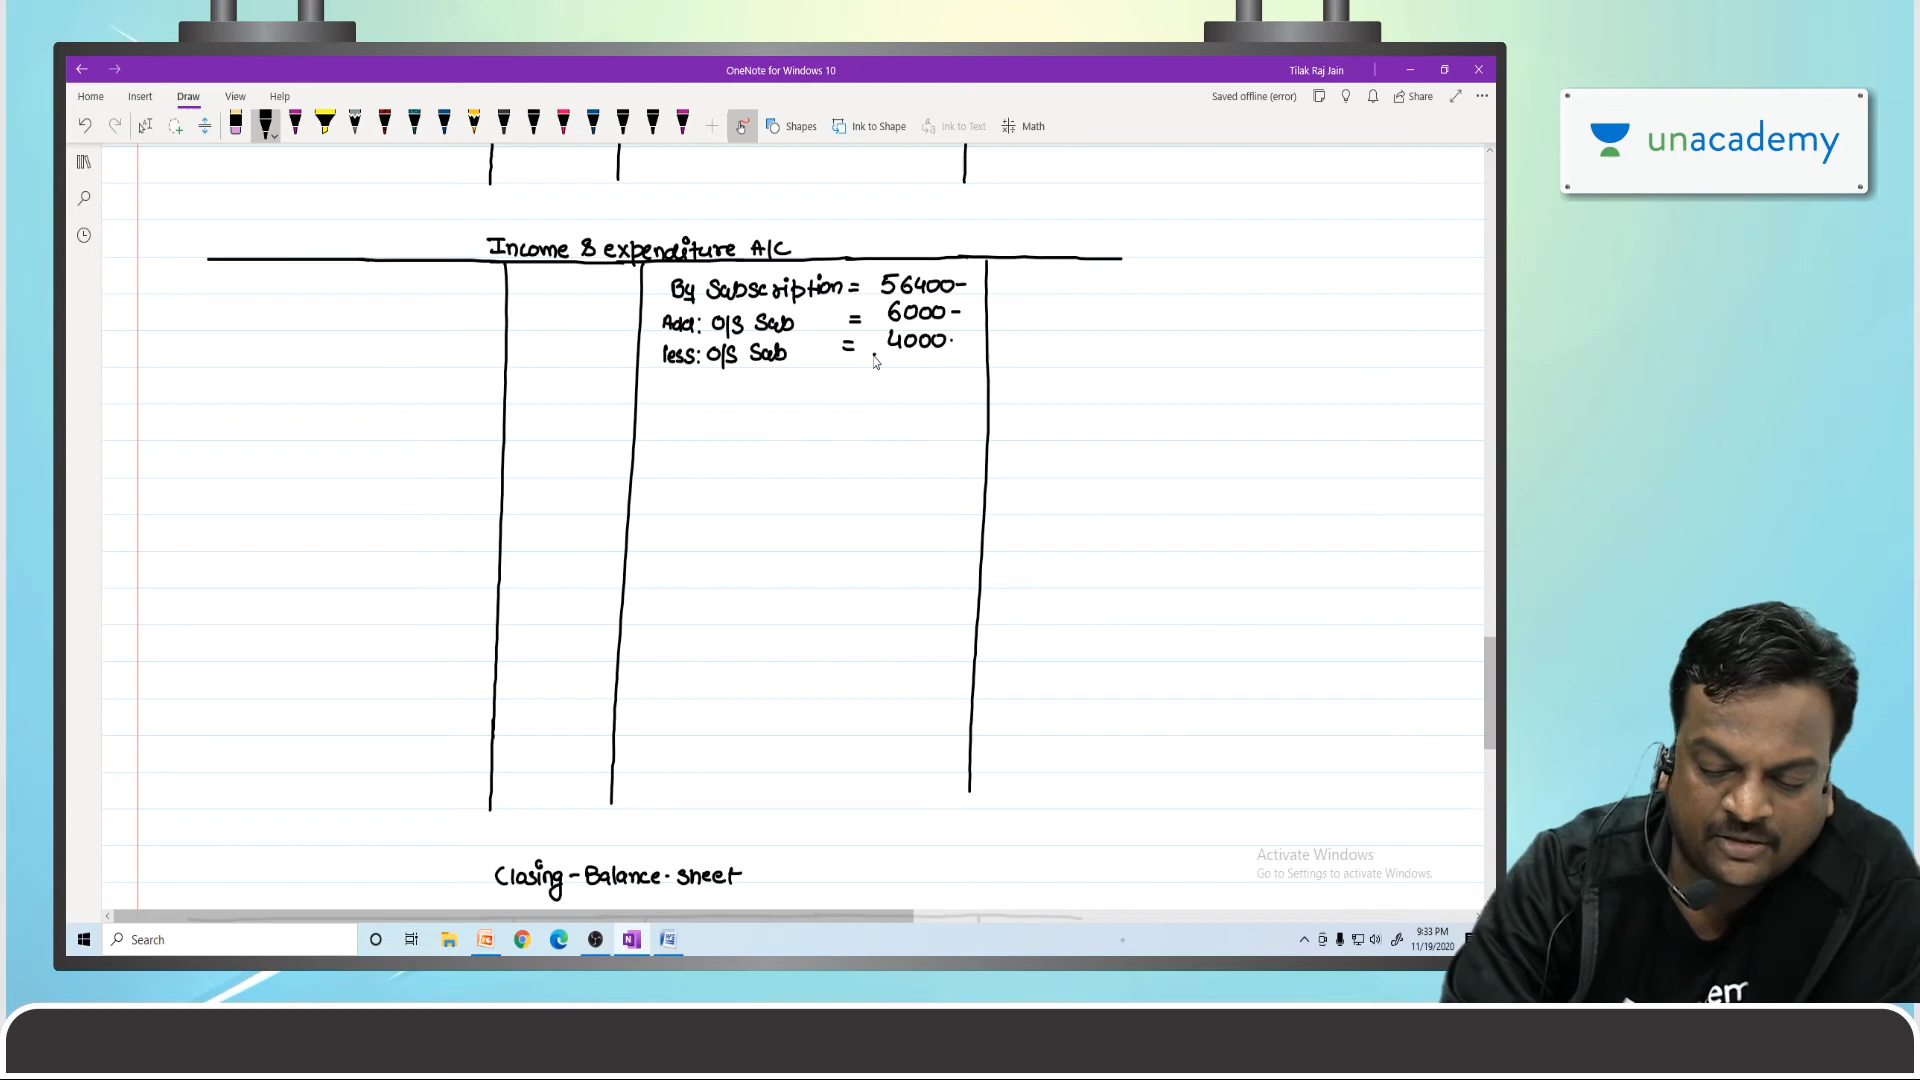 OneNote for Windows 10
Tilak Raj Jain
Home Insert Draw View Help
Saved offline (error)
Share
Shapes
Ink to Shape
Ink to Text
Math
unacademy
Income & expenditure A/C
By Subscription = 56400-
Add: O/S Sub = 6000-
less: O/S Sub = 4000.
Closing-Balance.sheet
Activate Windows
Go to Settings to activate Windows.
Search
9:33 PM
11/19/2020
em